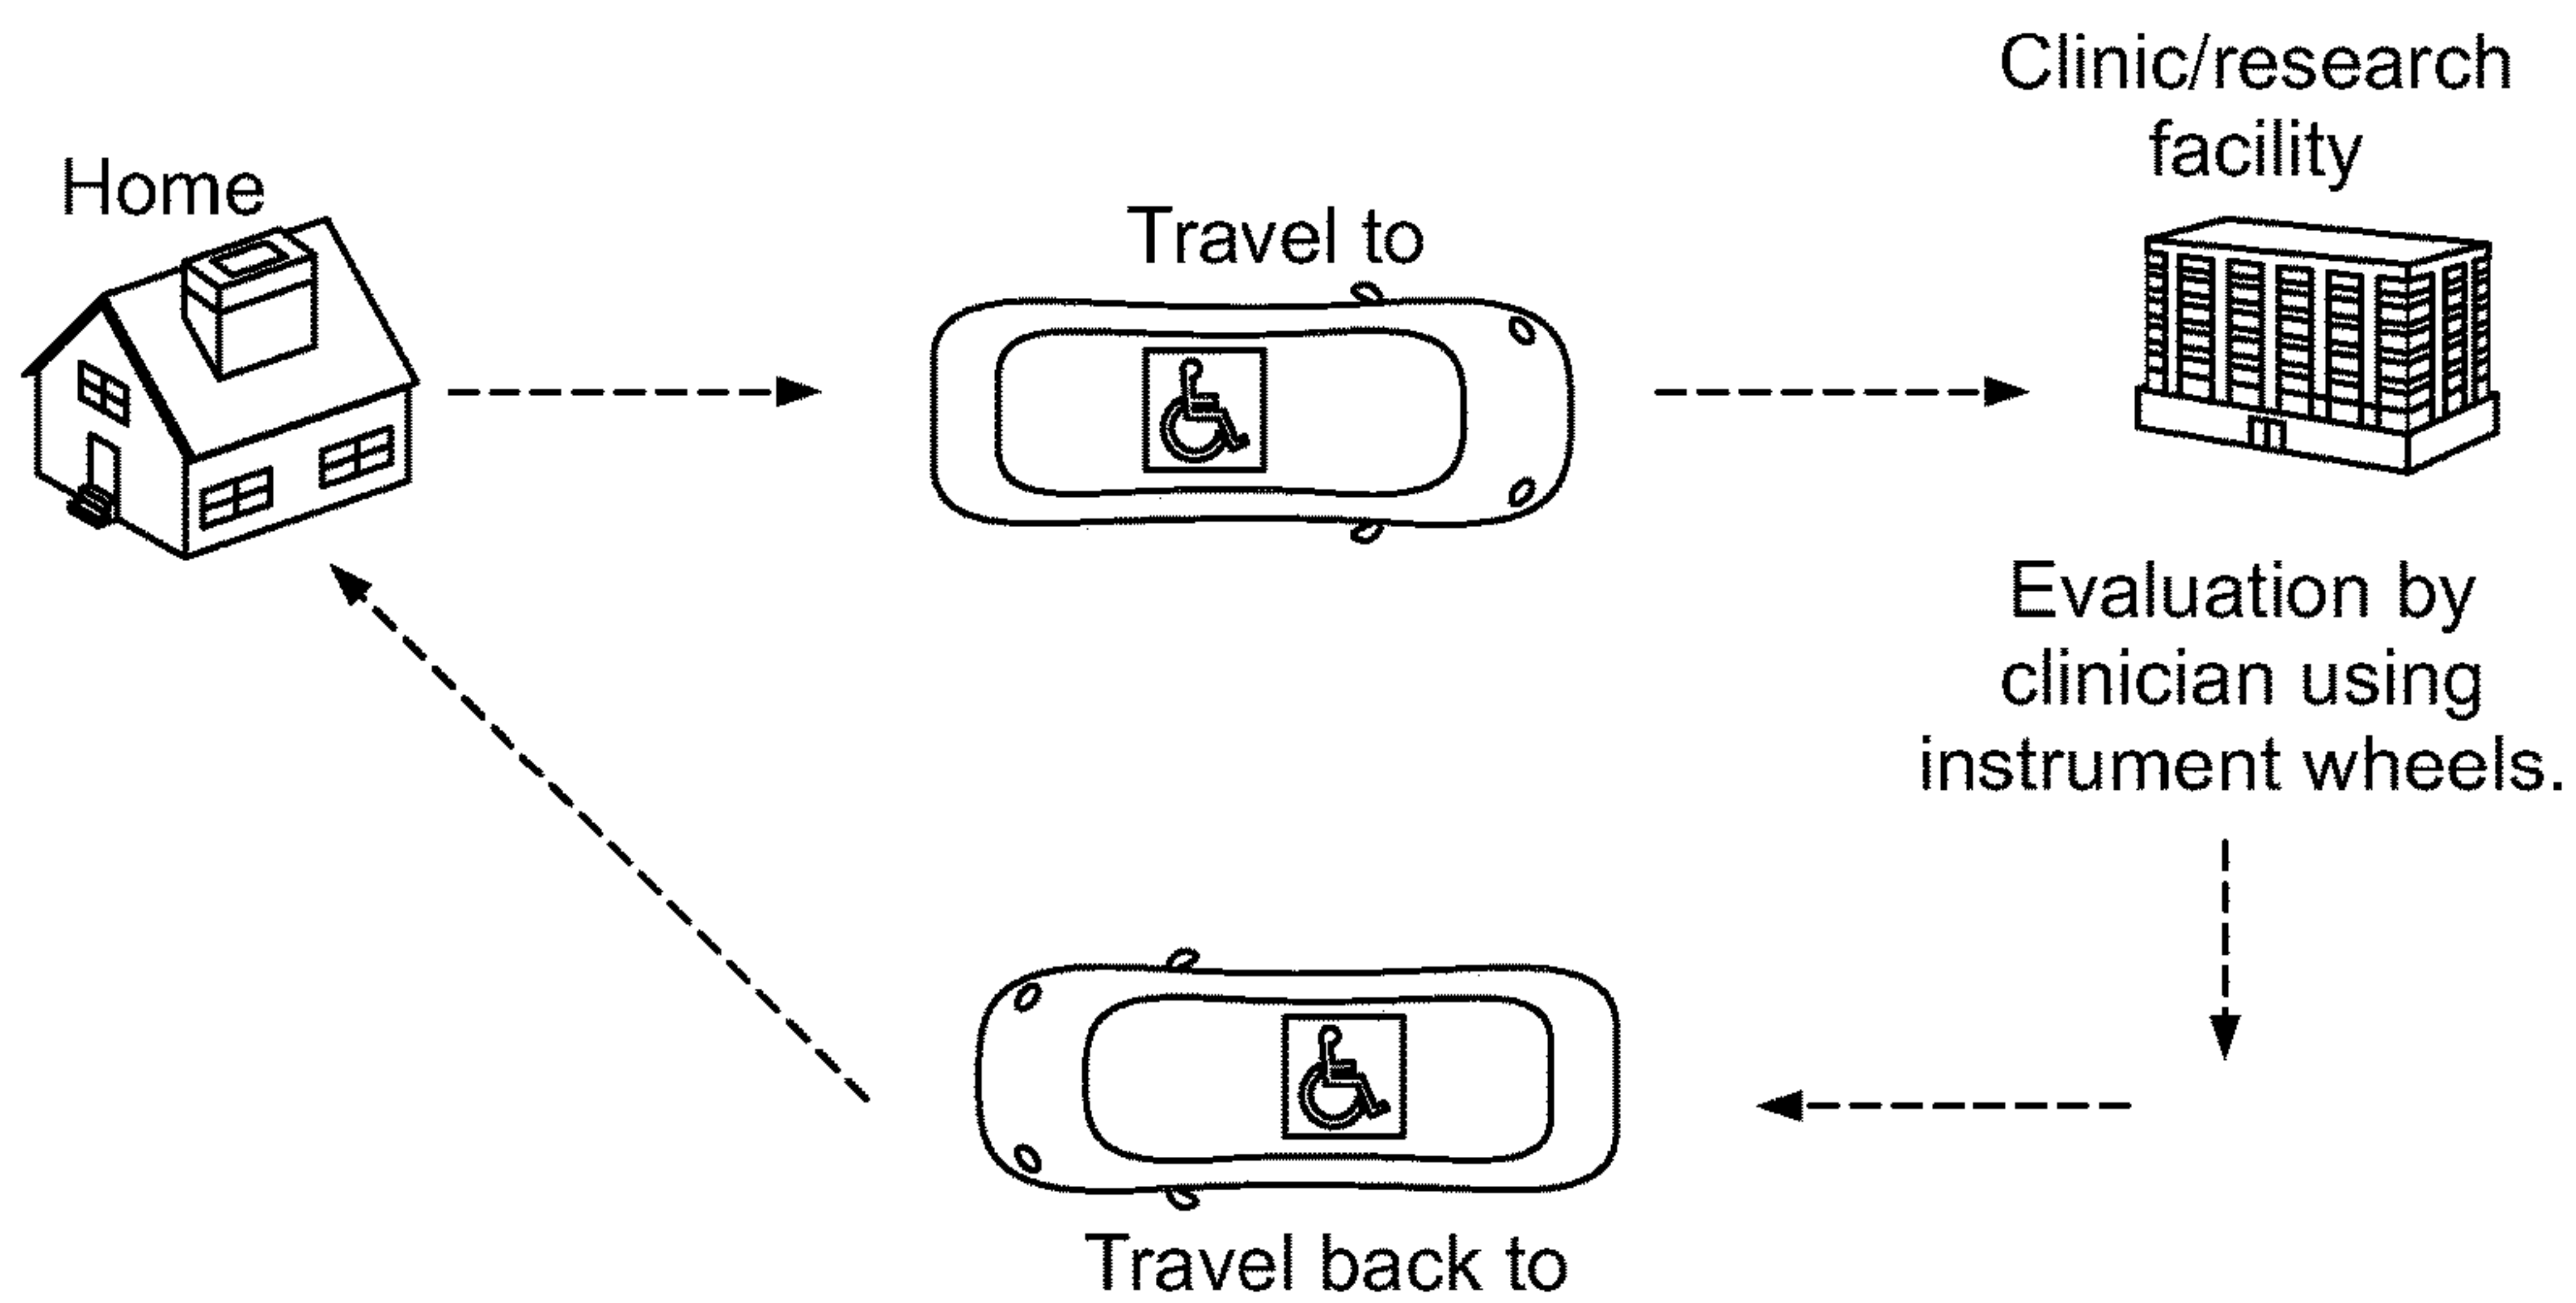 Home
Travel to
Clinic/research
facility
Evaluation by
clinician using
instrument wheels.
Travel back to